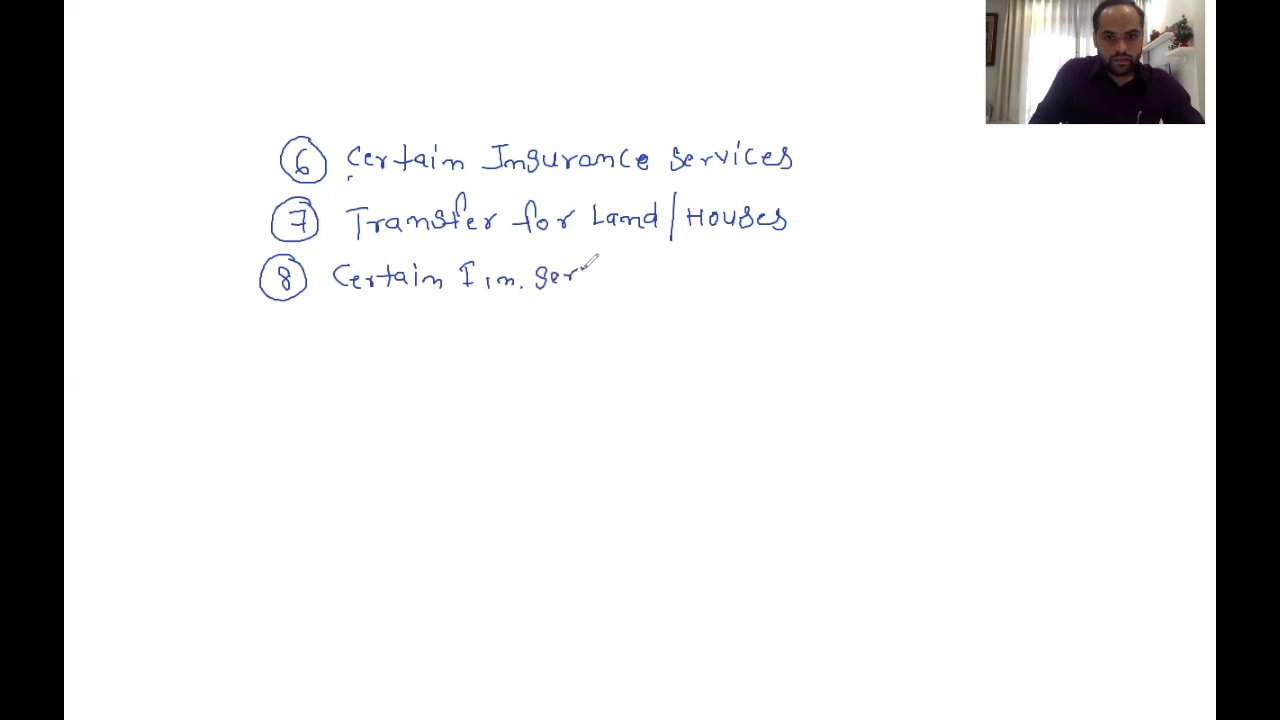 6 Certain Insurance Services
7 Transfer for Land/Houses
8 Certain Fin. Ser